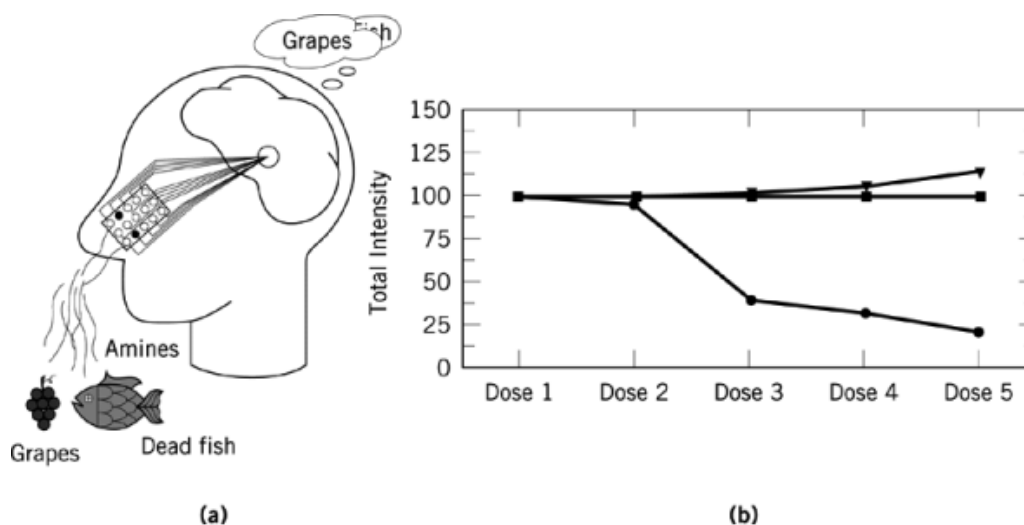 Grapes
Fish
Amines
Grapes
Dead fish
(a)
Total Intensity
150
125
100
75
50
25
0
Dose 1 Dose 2 Dose 3 Dose 4 Dose 5
(b)